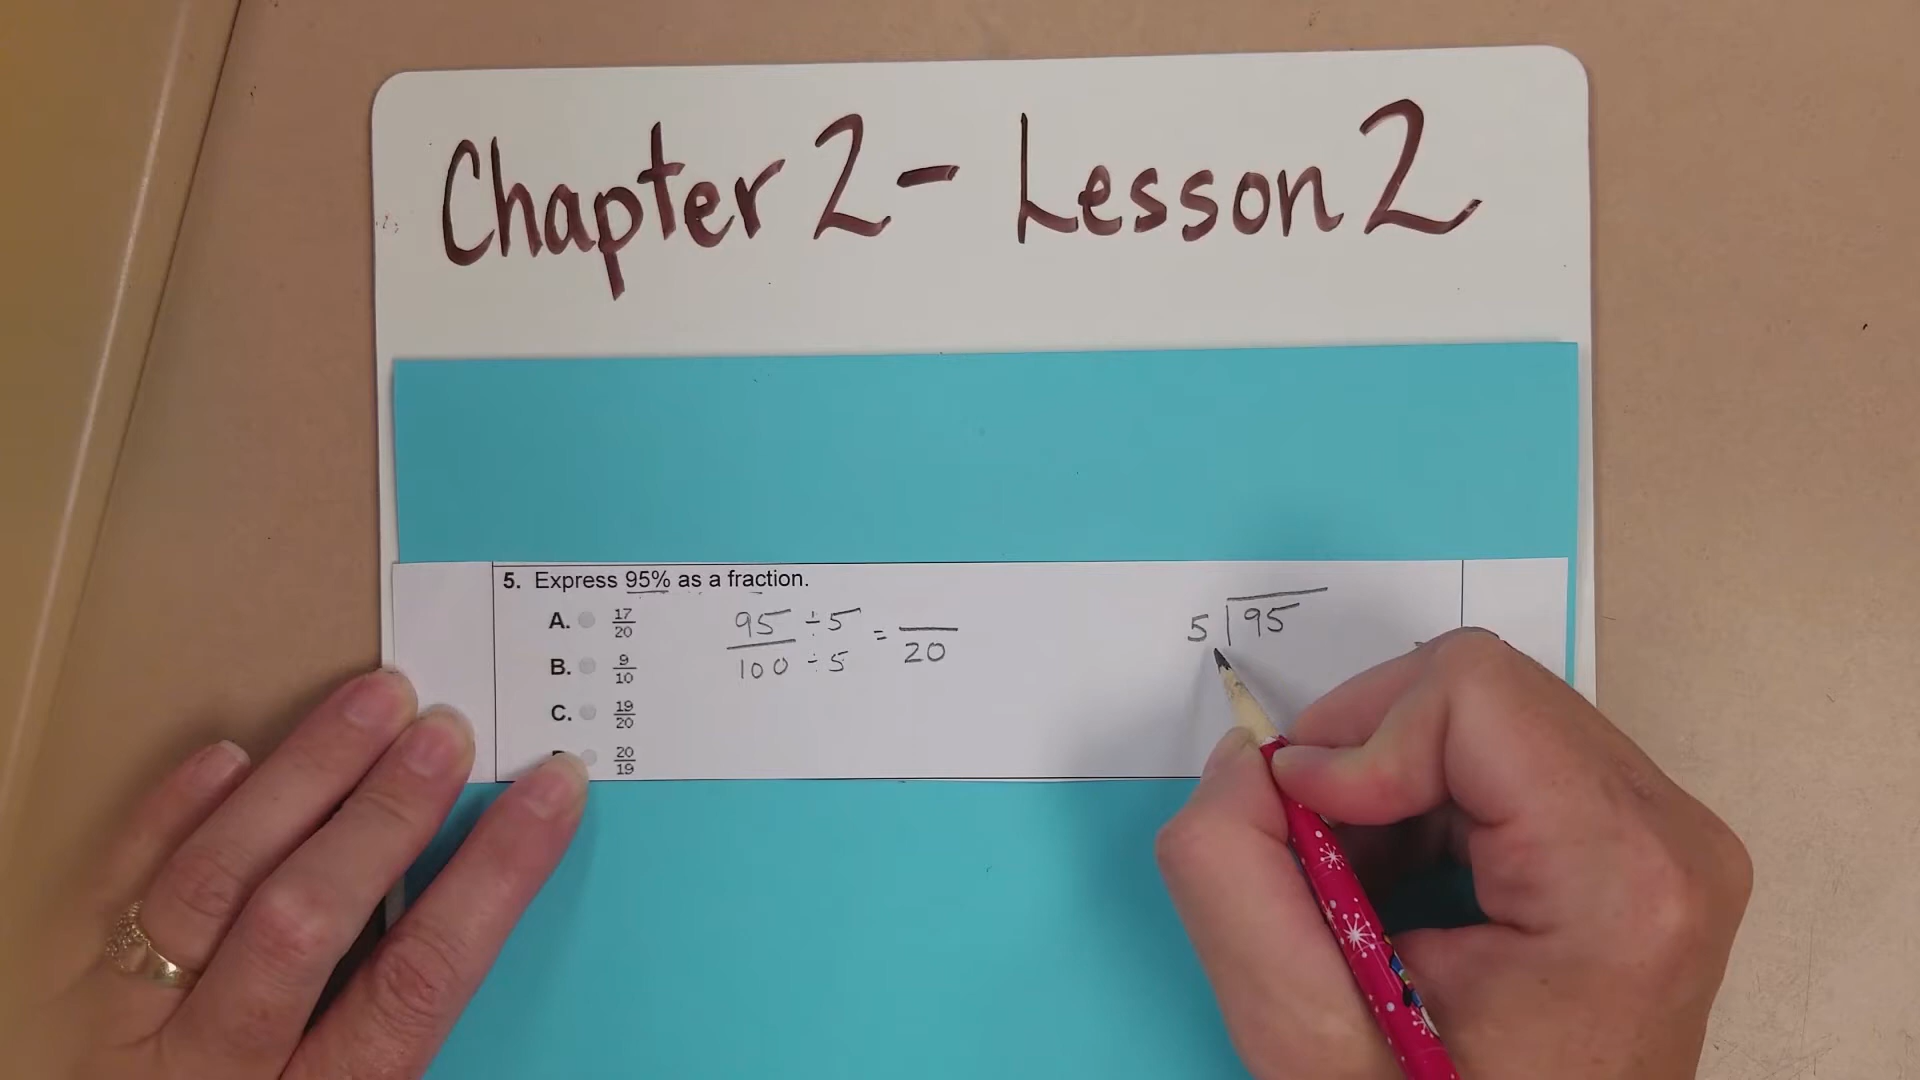 Chapter 2 - Lesson 2
5. Express 95% as a fraction.
A. 17/20
B. 9/10
C. 19/20
20/19
95 ÷ 5
100 ÷ 5
= /20
5 | 95